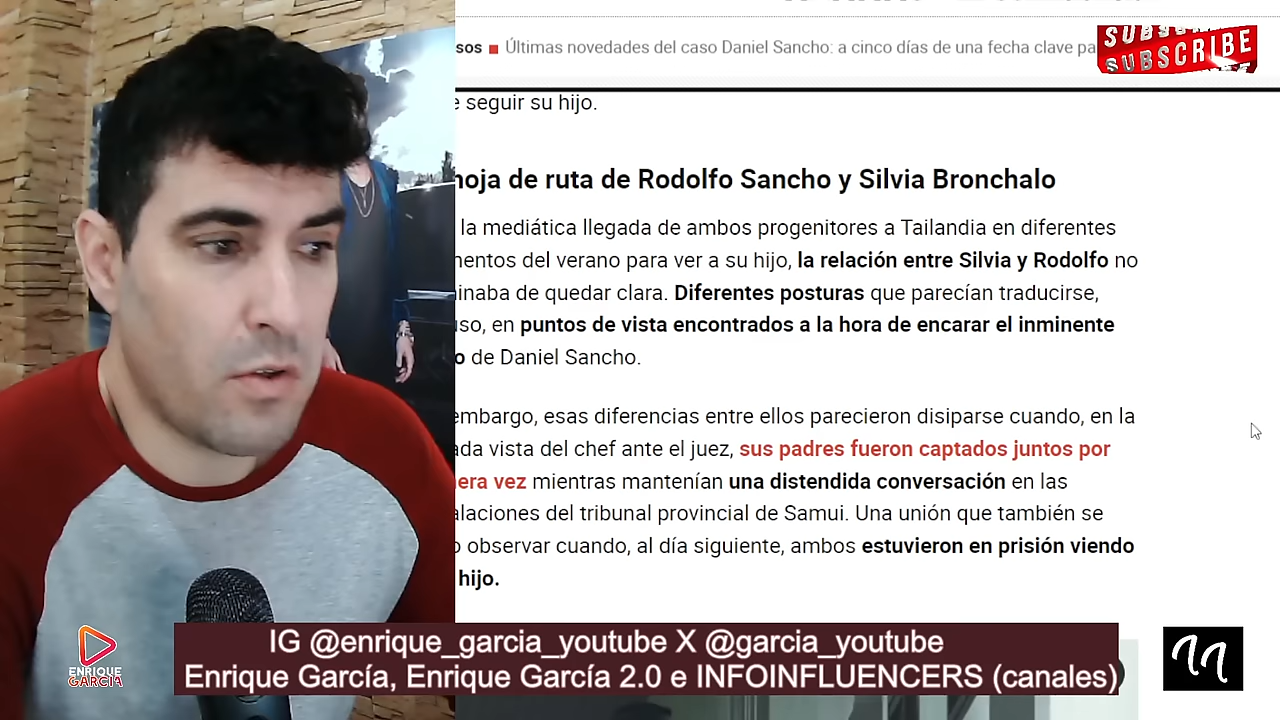 sos ■ Últimas novedades del caso Daniel Sancho: a cinco días de una fecha clave pa
SUBSCRIBE
e seguir su hijo.
hoja de ruta de Rodolfo Sancho y Silvia Bronchalo
la mediática llegada de ambos progenitores a Tailandia en diferentes
mentos del verano para ver a su hijo, la relación entre Silvia y Rodolfo no
inaba de quedar clara. Diferentes posturas que parecían traducirse,
uso, en puntos de vista encontrados a la hora de encarar el inminente
o de Daniel Sancho.
embargo, esas diferencias entre ellos parecieron disiparse cuando, en la
ada vista del chef ante el juez, sus padres fueron captados juntos por
era vez mientras mantenían una distendida conversación en las
alaciones del tribunal provincial de Samui. Una unión que también se
o observar cuando, al día siguiente, ambos estuvieron en prisión viendo
hijo.
IG @enrique_garcia_youtube X @garcia_youtube
Enrique García, Enrique García 2.0 e INFOINFLUENCERS (canales)
ENRIQUE
GARCÍA